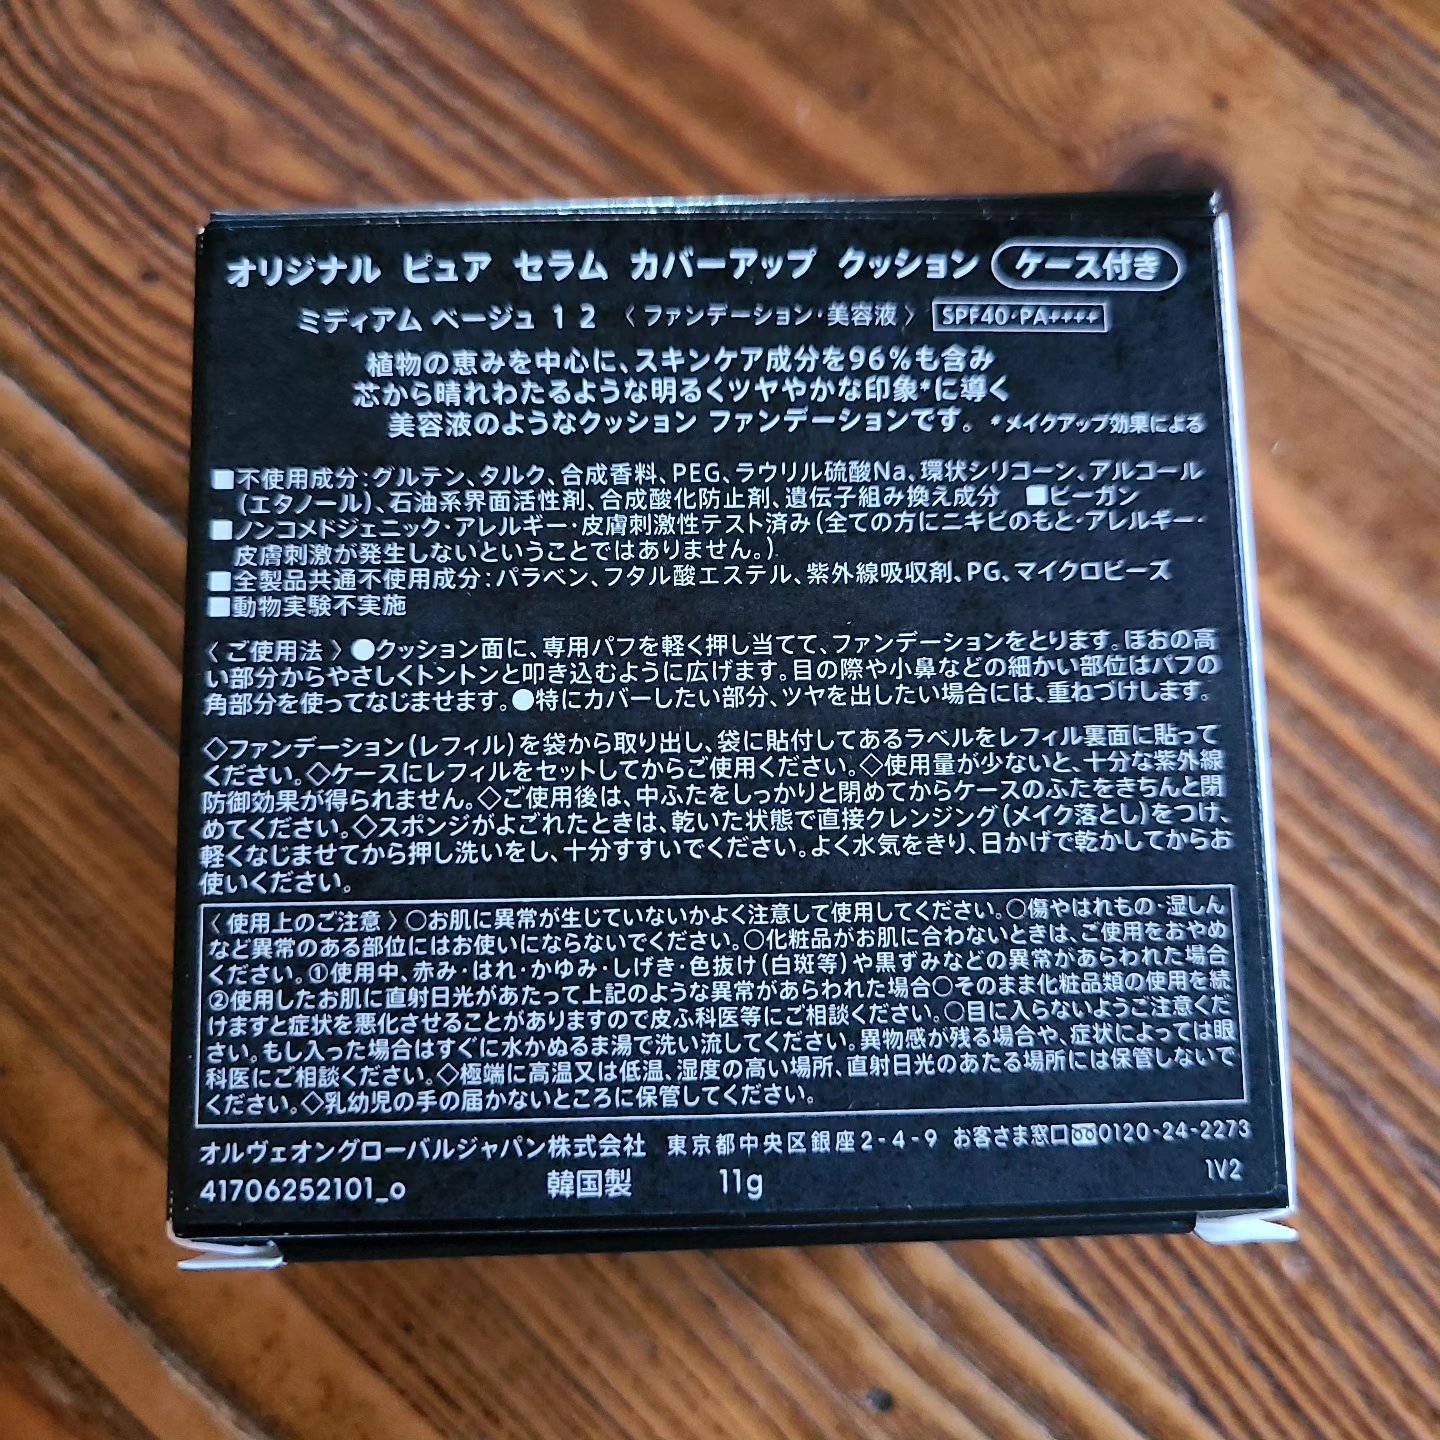 オリジナル ピュア セラム カバーアップ クッション ケース付き
ミディアム ベージュ 12 〈ファンデーション・美容液〉 SPF40・PA++++
植物の恵みを中心に、スキンケア成分を96%も含み
芯から晴れわたるような明るくツヤやかな印象*に導く
美容液のようなクッション ファンデーションです。 *メイクアップ効果による
■不使用成分:グルテン、タルク、合成香料、PEG、ラウリル硫酸Na、環状シリコーン、アルコール
(エタノール)、石油系界面活性剤、合成酸化防止剤、遺伝子組み換え成分 ■ビーガン
■ノンコメドジェニック・アレルギー・皮膚刺激性テスト済み(全ての方にニキビのもと・アレルギー・
皮膚刺激が発生しないということではありません。)
■全製品共通不使用成分:パラベン、フタル酸エステル、紫外線吸収剤、PG、マイクロビーズ
■動物実験不実施
〈ご使用法〉●クッション面に、専用パフを軽く押し当てて、ファンデーションをとります。ほおの高
い部分からやさしくトントンと叩き込むように広げます。目の際や小鼻などの細かい部位はパフの
角部分を使ってなじませます。●特にカバーしたい部分、ツヤを出したい場合には、重ねづけします。
◇ファンデーション(レフィル)を袋から取り出し、袋に貼付してあるラベルをレフィル裏面に貼って
ください。◇ケースにレフィルをセットしてからご使用ください。◇使用量が少ないと、十分な紫外線
防御効果が得られません。◇ご使用後は、中ふたをしっかりと閉めてからケースのふたをきちんと閉
めてください。◇スポンジがよごれたときは、乾いた状態で直接クレンジング(メイク落とし)をつけ、
軽くなじませてから押し洗いをし、十分すすいでください。よく水気をきり、日かげで乾かしてからお
使いください。
〈使用上のご注意〉○お肌に異常が生じていないかよく注意して使用してください。○傷やはれもの・湿しん
など異常のある部位にはお使いにならないでください。○化粧品がお肌に合わないときは、ご使用をおやめ
ください。①使用中、赤み・はれ・かゆみ・しげき・色抜け(白斑等)や黒ずみなどの異常があらわれた場合
②使用したお肌に直射日光があたって上記のような異常があらわれた場合○そのまま化粧品類の使用を続
けますと症状を悪化させることがありますので皮ふ科医等にご相談ください。○目に入らないようご注意くだ
さい。もし入った場合はすぐに水かぬるま湯で洗い流してください。異物感が残る場合や、症状によっては眼
科医にご相談ください。◇極端に高温又は低温、湿度の高い場所、直射日光のあたる場所には保管しないで
ください。◇乳幼児の手の届かないところに保管してください。
オルヴェオングローバルジャパン株式会社 東京都中央区銀座2-4-9 お客さま窓口 0120-24-2273
41706252101_o 韓国製 11g 1V2